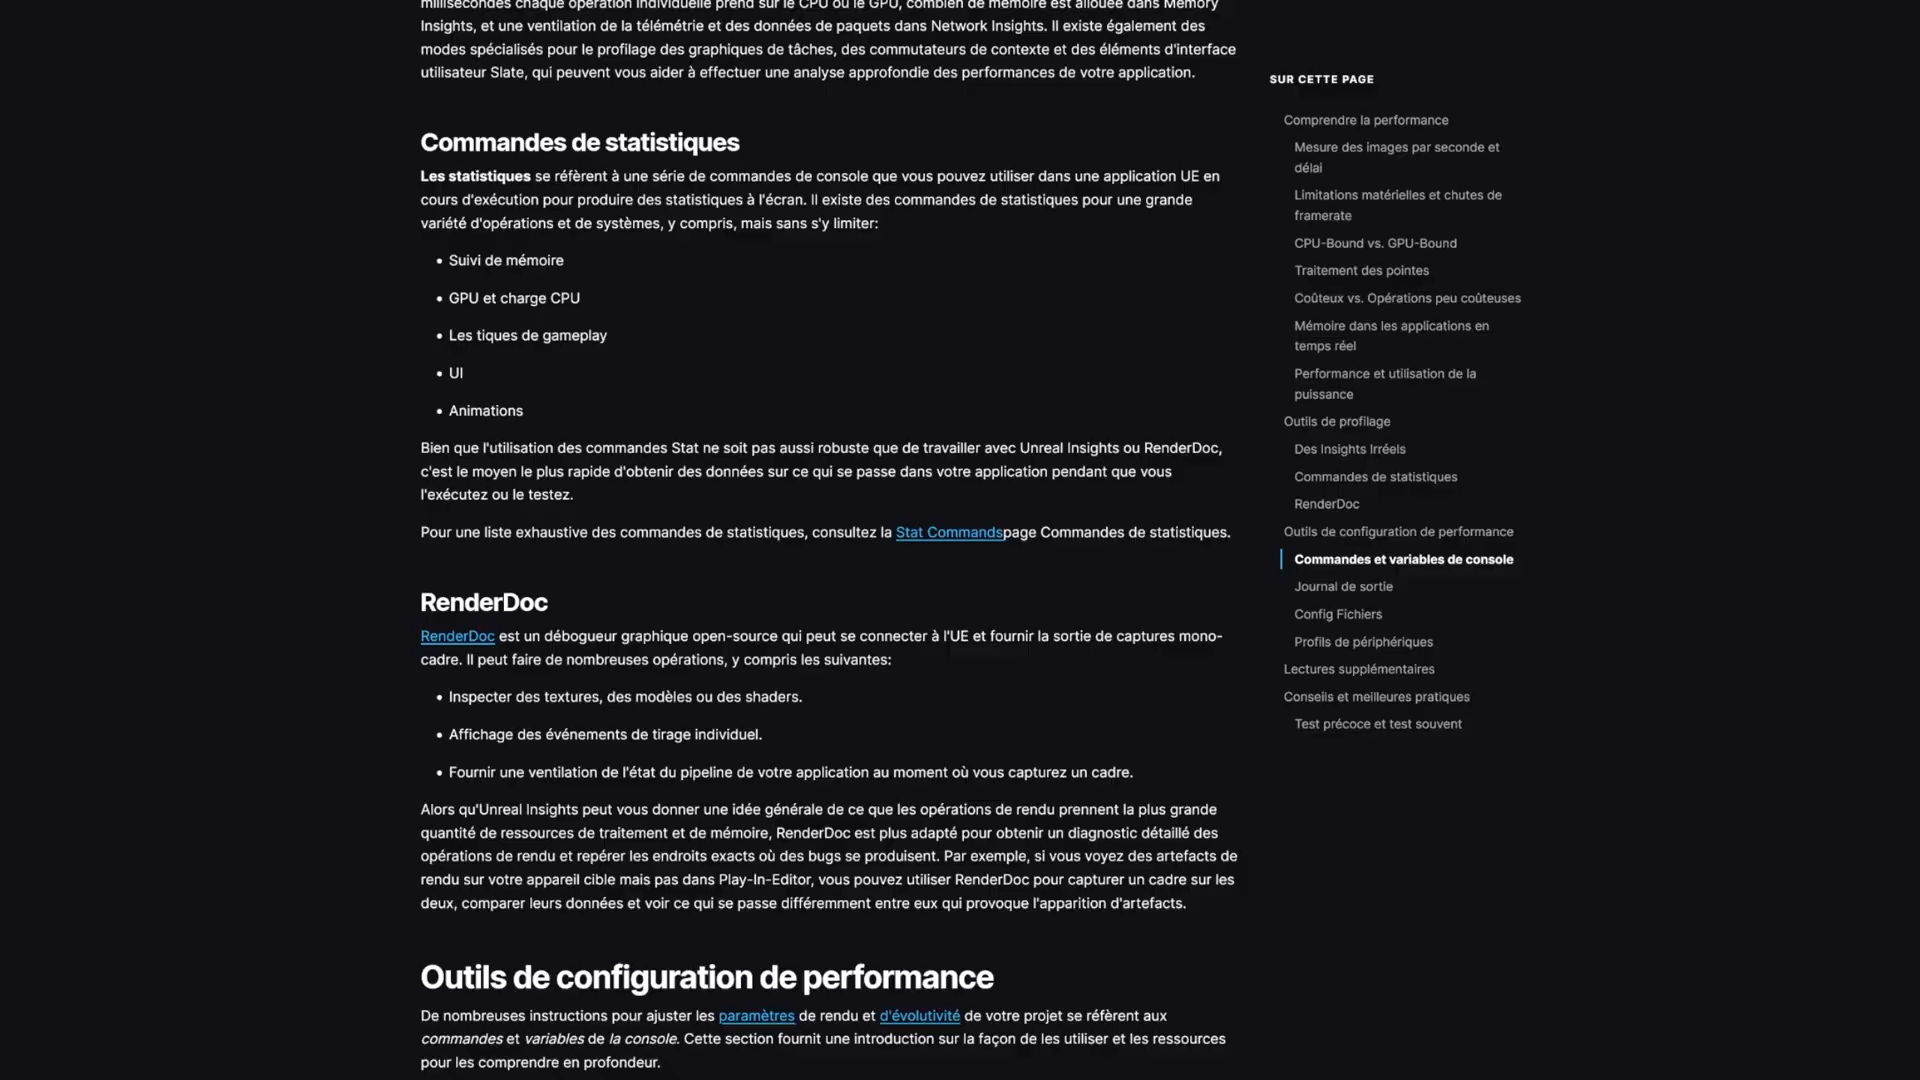 millisecondes chaque opération individuelle prend sur le CPU ou le GPU, combien de mémoire est allouée dans Memory
Insights, et une ventilation de la télémétrie et des données de paquets dans Network Insights. Il existe également des
modes spécialisés pour le profilage des graphiques de tâches, des commutateurs de contexte et des éléments d'interface
utilisateur Slate, qui peuvent vous aider à effectuer une analyse approfondie des performances de votre application.
Commandes de statistiques
Les statistiques se réfèrent à une série de commandes de console que vous pouvez utiliser dans une application UE en
cours d'exécution pour produire des statistiques à l'écran. Il existe des commandes de statistiques pour une grande
variété d'opérations et de systèmes, y compris, mais sans s'y limiter:
• Suivi de mémoire
• GPU et charge CPU
• Les tiques de gameplay
• UI
• Animations
Bien que l'utilisation des commandes Stat ne soit pas aussi robuste que de travailler avec Unreal Insights ou RenderDoc,
c'est le moyen le plus rapide d'obtenir des données sur ce qui se passe dans votre application pendant que vous
l'exécutez ou le testez.
Pour une liste exhaustive des commandes de statistiques, consultez la Stat Commandspage Commandes de statistiques.
RenderDoc
RenderDoc est un débogueur graphique open-source qui peut se connecter à l'UE et fournir la sortie de captures mono-
cadre. Il peut faire de nombreuses opérations, y compris les suivantes:
• Inspecter des textures, des modèles ou des shaders.
• Affichage des événements de tirage individuel.
• Fournir une ventilation de l'état du pipeline de votre application au moment où vous capturez un cadre.
Alors qu'Unreal Insights peut vous donner une idée générale de ce que les opérations de rendu prennent la plus grande
quantité de ressources de traitement et de mémoire, RenderDoc est plus adapté pour obtenir un diagnostic détaillé des
opérations de rendu et repérer les endroits exacts où des bugs se produisent. Par exemple, si vous voyez des artefacts de
rendu sur votre appareil cible mais pas dans Play-In-Editor, vous pouvez utiliser RenderDoc pour capturer un cadre sur les
deux, comparer leurs données et voir ce qui se passe différemment entre eux qui provoque l'apparition d'artefacts.
Outils de configuration de performance
De nombreuses instructions pour ajuster les paramètres de rendu et d'évolutivité de votre projet se réfèrent aux
commandes et variables de la console. Cette section fournit une introduction sur la façon de les utiliser et les ressources
pour les comprendre en profondeur.
SUR CETTE PAGE
Comprendre la performance
Mesure des images par seconde et
délai
Limitations matérielles et chutes de
framerate
CPU-Bound vs. GPU-Bound
Traitement des pointes
Coûteux vs. Opérations peu coûteuses
Mémoire dans les applications en
temps réel
Performance et utilisation de la
puissance
Outils de profilage
Des Insights Irréels
Commandes de statistiques
RenderDoc
Outils de configuration de performance
Commandes et variables de console
Journal de sortie
Config Fichiers
Profils de périphériques
Lectures supplémentaires
Conseils et meilleures pratiques
Test précoce et test souvent